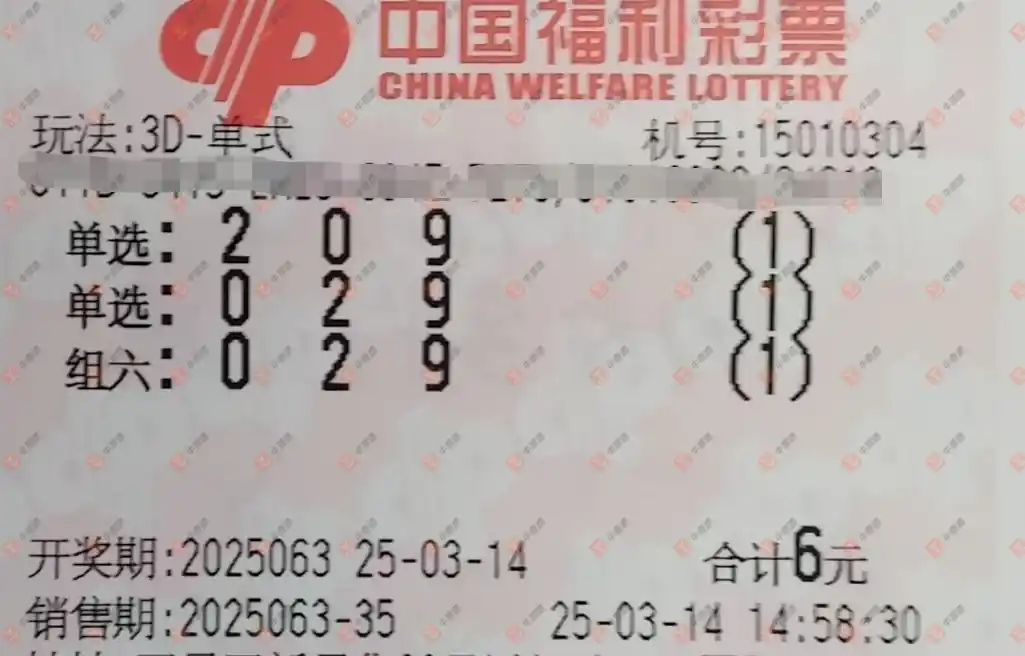 中国福利彩票
CHINA WELFARE LOTTERY
玩法:3D-单式 机号:15010304
单选: 2 0 9 (1)
单选: 0 2 9 (1)
组六: 0 2 9 (1)
开奖期:2025063 25-03-14 合计6元
销售期:2025063-35 25-03-14 14:58:30